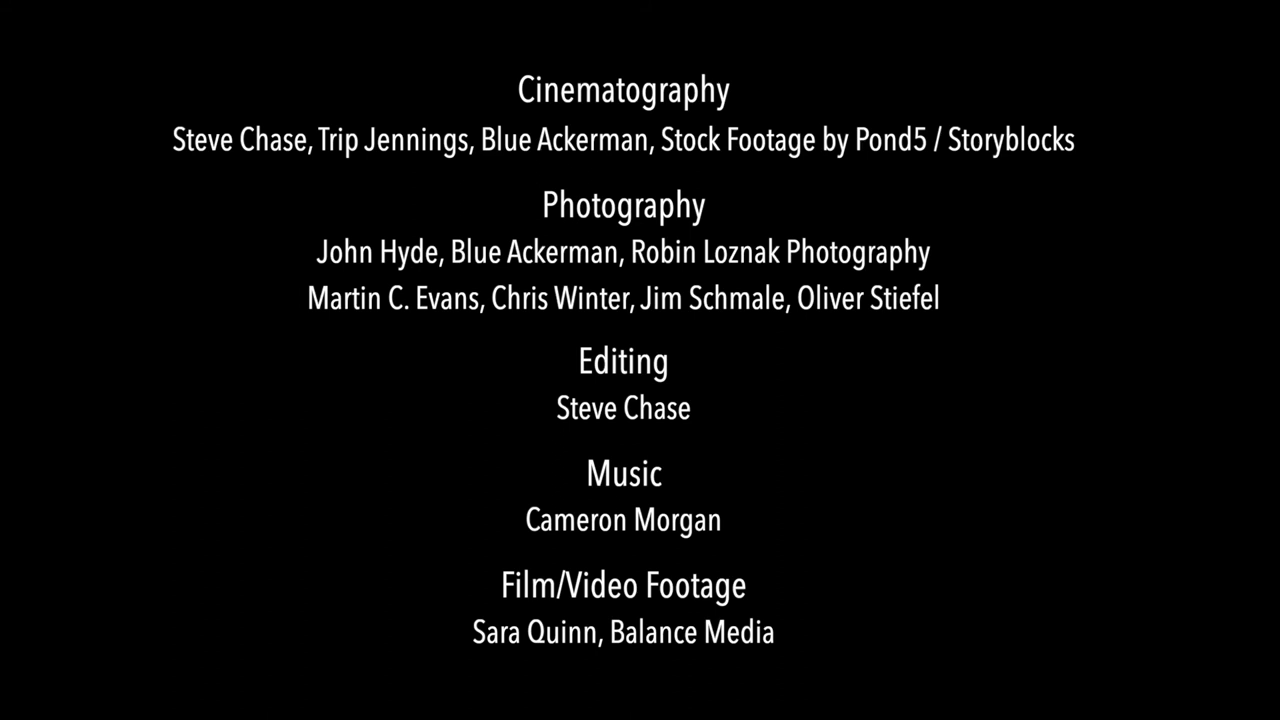 Cinematography
Steve Chase, Trip Jennings, Blue Ackerman, Stock Footage by Pond5 / Storyblocks
Photography
John Hyde, Blue Ackerman, Robin Loznak Photography
Martin C. Evans, Chris Winter, Jim Schmale, Oliver Stiefel
Editing
Steve Chase
Music
Cameron Morgan
Film/Video Footage
Sara Quinn, Balance Media